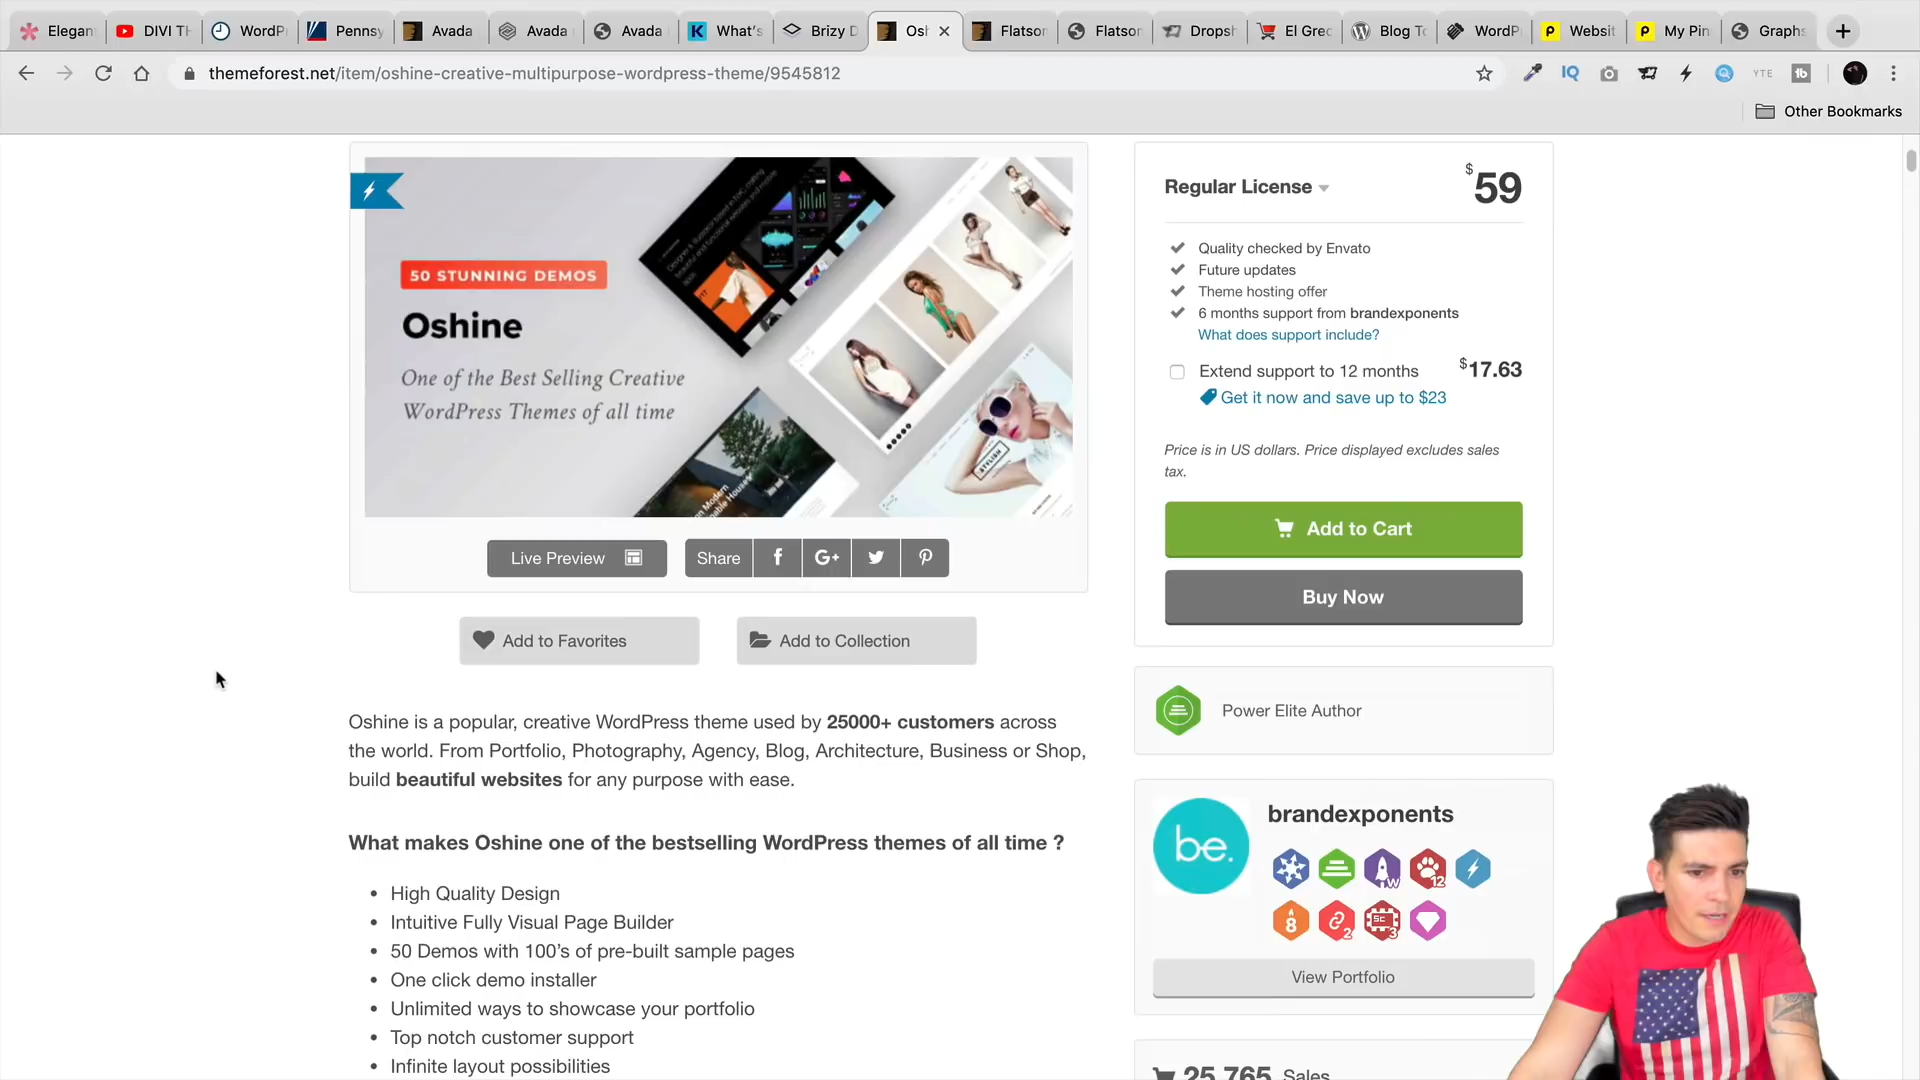 Elegan
DIVI TH
WordPr
Pennsy
Avada
Avada
Avada
What's
Brizy D
Osh
Flatsor
Flatsor
Dropsh
El Grec
Blog To
WordPr
Websit
My Pin
Graphs
themeforest.net/item/oshine-creative-multipurpose-wordpress-theme/9545812
IQ
YTE
tb
Other Bookmarks
50 STUNNING DEMOS
Oshine
One of the Best Selling Creative
WordPress Themes of all time
STYLISH
Live Preview
Share
G+
Add to Favorites
Add to Collection
Oshine is a popular, creative WordPress theme used by 25000+ customers across
the world. From Portfolio, Photography, Agency, Blog, Architecture, Business or Shop,
build beautiful websites for any purpose with ease.
What makes Oshine one of the bestselling WordPress themes of all time ?
• High Quality Design
• Intuitive Fully Visual Page Builder
• 50 Demos with 100's of pre-built sample pages
• One click demo installer
• Unlimited ways to showcase your portfolio
• Top notch customer support
• Infinite layout possibilities
Regular License
$59
Quality checked by Envato
Future updates
Theme hosting offer
6 months support from brandexponents
What does support include?
Extend support to 12 months
$17.63
Get it now and save up to $23
Price is in US dollars. Price displayed excludes sales
tax.
Add to Cart
Buy Now
Power Elite Author
be.
brandexponents
W
12
8
2
SC
3
View Portfolio
25,765 Sales